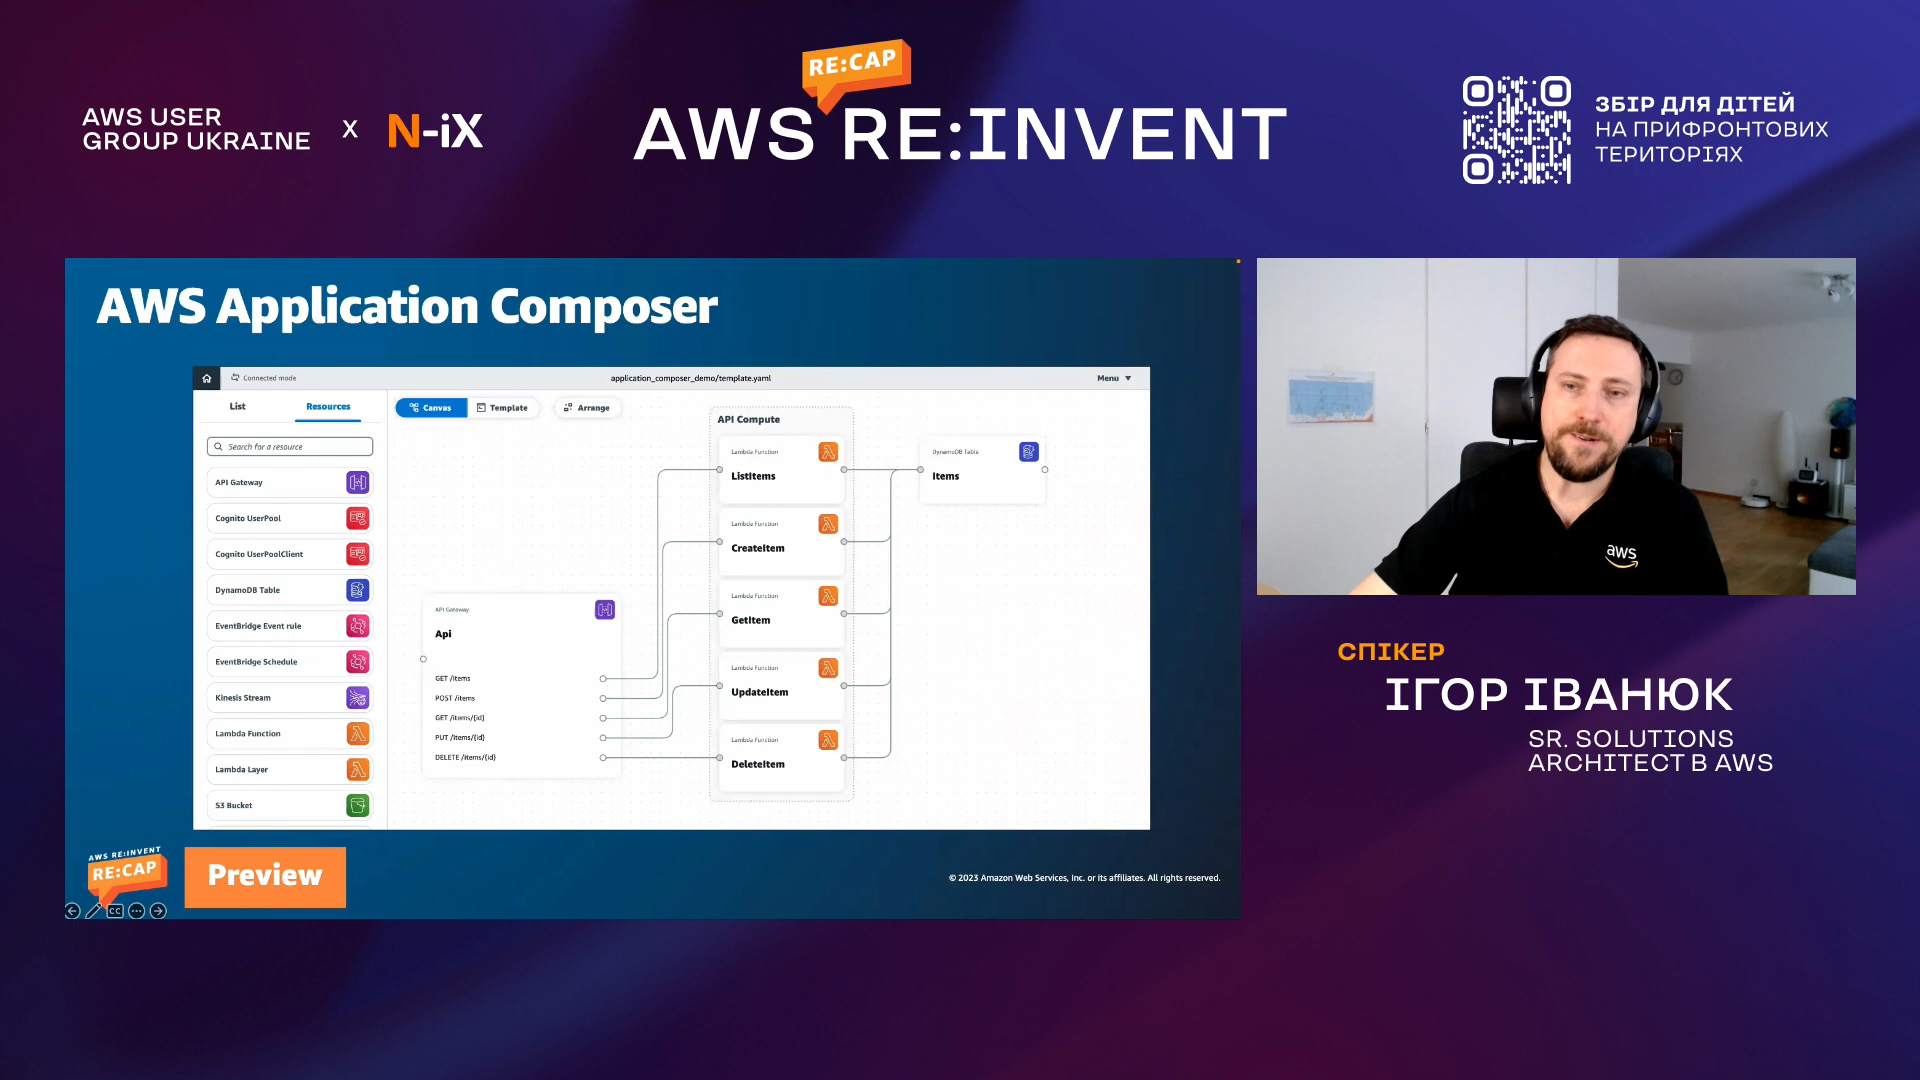 AWS USER
GROUP UKRAINE
X
N-iX
RE:CAP
AWS RE:INVENT
ЗБІР ДЛЯ ДІТЕЙ
НА ПРИФРОНТОВИХ
ТЕРИТОРІЯХ
AWS Application Composer
Connected mode
application_composer_demo/template.yaml
Menu
List
Resources
Canvas
Template
Arrange
Search for a resource
API Gateway
Cognito UserPool
Cognito UserPoolClient
DynamoDB Table
EventBridge Event rule
EventBridge Schedule
Kinesis Stream
Lambda Function
Lambda Layer
S3 Bucket
API Gateway
Api
GET /items
POST /items
GET /items/{id}
PUT /items/{id}
DELETE /items/{id}
API Compute
Lambda Function
ListItems
Lambda Function
CreateItem
Lambda Function
GetItem
Lambda Function
UpdateItem
Lambda Function
DeleteItem
DynamoDB Table
Items
AWS RE:INVENT
RE:CAP
Preview
© 2023 Amazon Web Services, Inc. or its affiliates. All rights reserved.
CC
aws
СПІКЕР
ІГОР ІВАНЮК
SR. SOLUTIONS
ARCHITECT В AWS